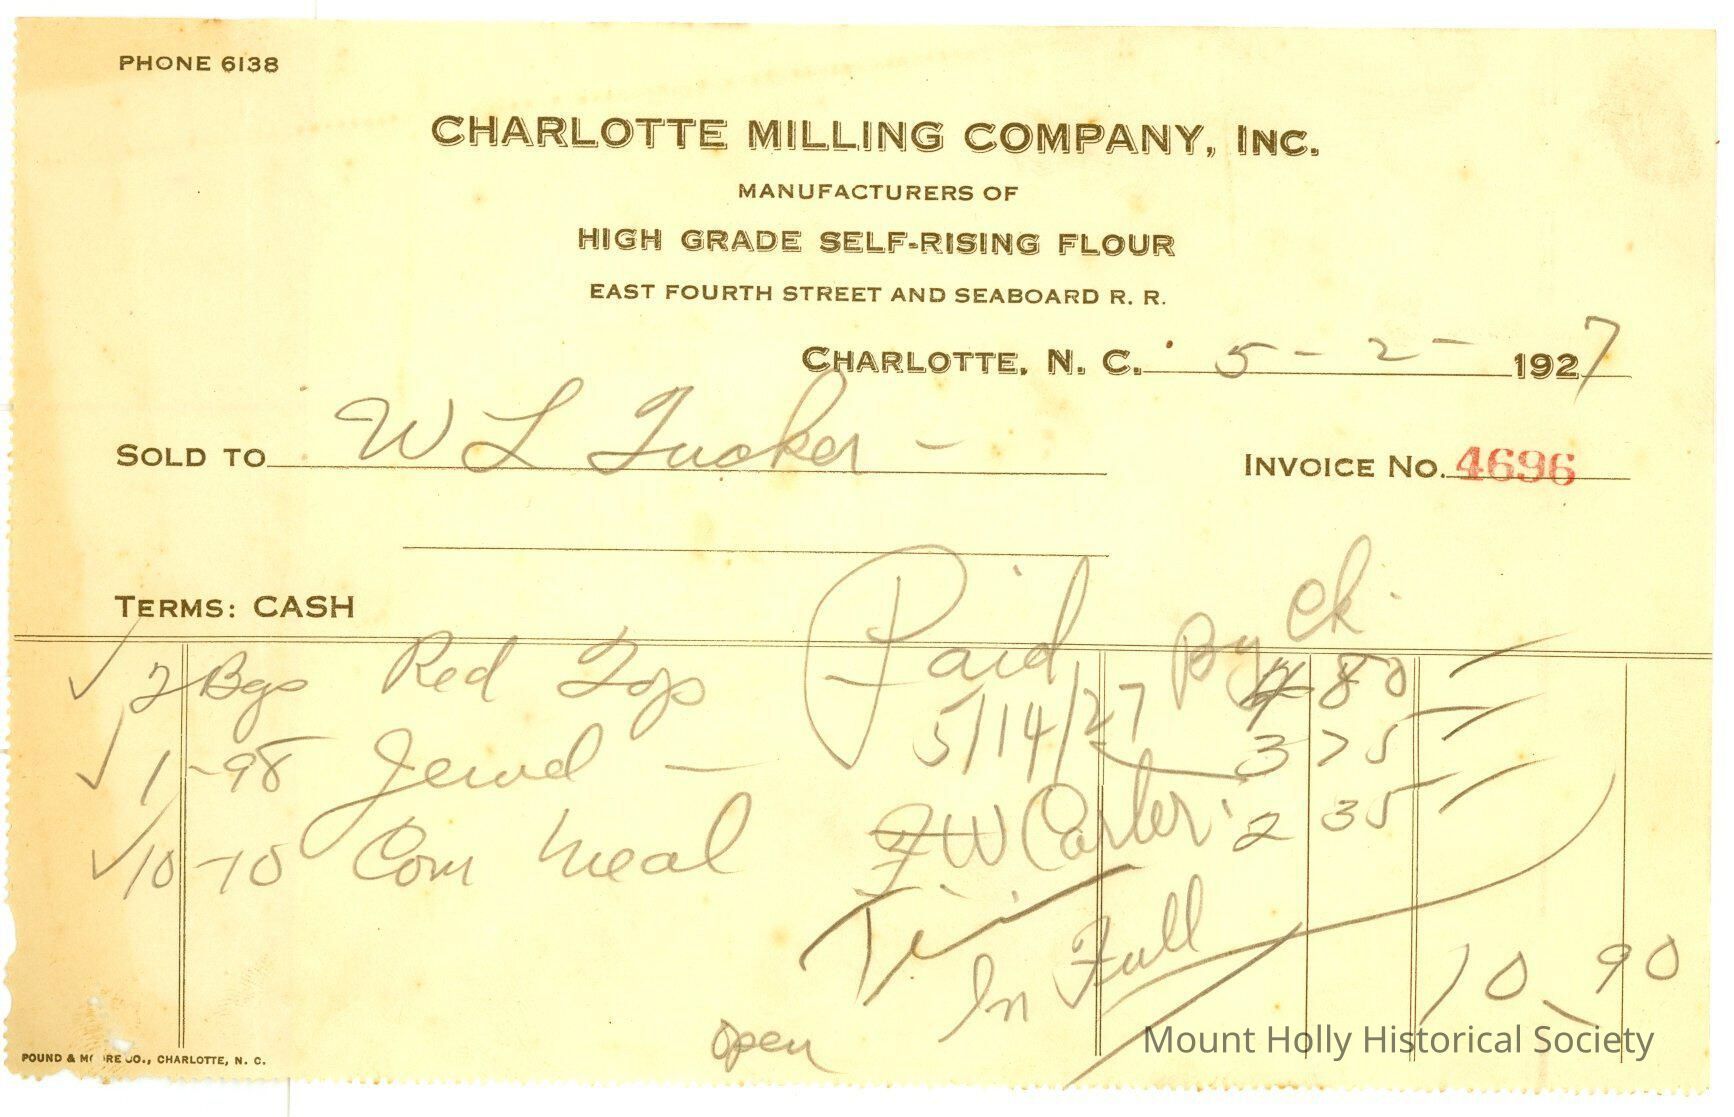 PHONE 6138
CHARLOTTE MILLING COMPANY, INC.
MANUFACTURERS OF
HIGH GRADE SELF-RISING FLOUR
EAST FOURTH STREET AND SEABOARD R. R.
CHARLOTTE, N. C. 5-2- 1927
SOLD TO W L Tucker -
INVOICE NO. 4696
TERMS: CASH
Paid By Ck.
2 Bgs Red Top 4 80
5/14/27
1-98 Jewel - 3 75
F W Carter
10-10 Corn Meal 2 35
In Full
10 90
open
POUND & MOORE CO., CHARLOTTE, N. C.
Mount Holly Historical Society